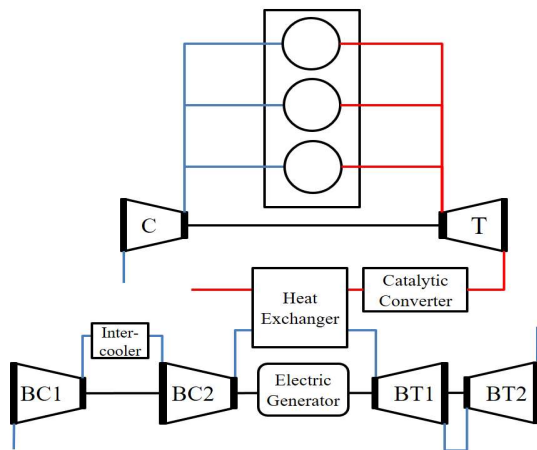 C
T
Heat
Exchanger
Catalytic
Converter
Inter-
cooler
BC1
BC2
Electric
Generator
BT1
BT2